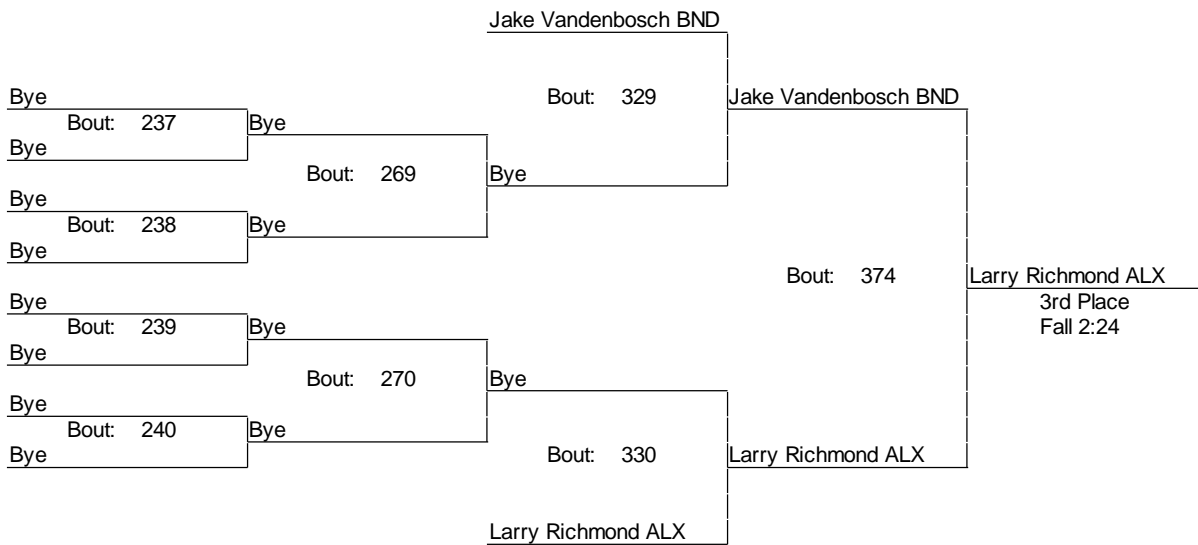 Jake Vandenbosch BND
Bye
Bout: 329
Jake Vandenbosch BND
Bout: 237
Bye
Bye
Bout: 269
Bye
Bye
Bout: 238
Bye
Bye
Bout: 374
Larry Richmond ALX
Bye
3rd Place
Bout: 239
Bye
Fall 2:24
Bye
Bout: 270
Bye
Bye
Bout: 240
Bye
Bye
Bout: 330
Larry Richmond ALX
Larry Richmond ALX